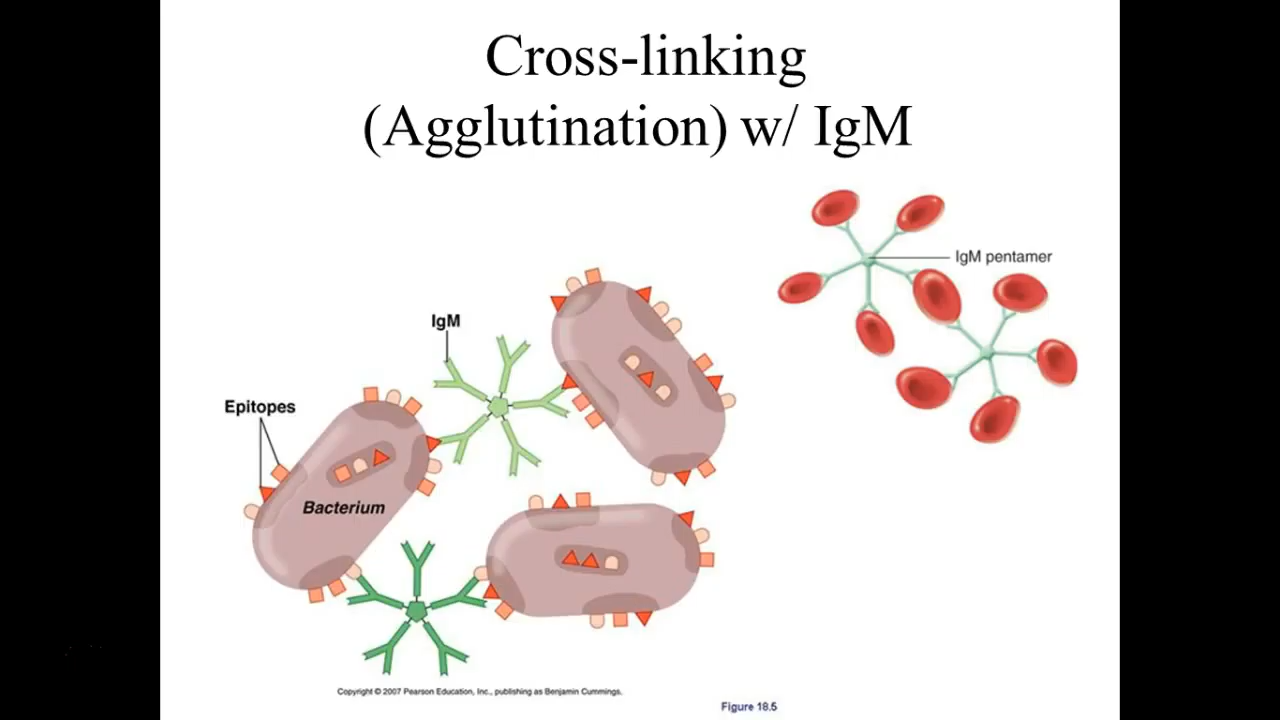 Cross-linking
(Agglutination) w/ IgM
IgM pentamer
IgM
Epitopes
Bacterium
Copyright © 2007 Pearson Education, Inc., publishing as Benjamin Cummings.
Figure 18.5